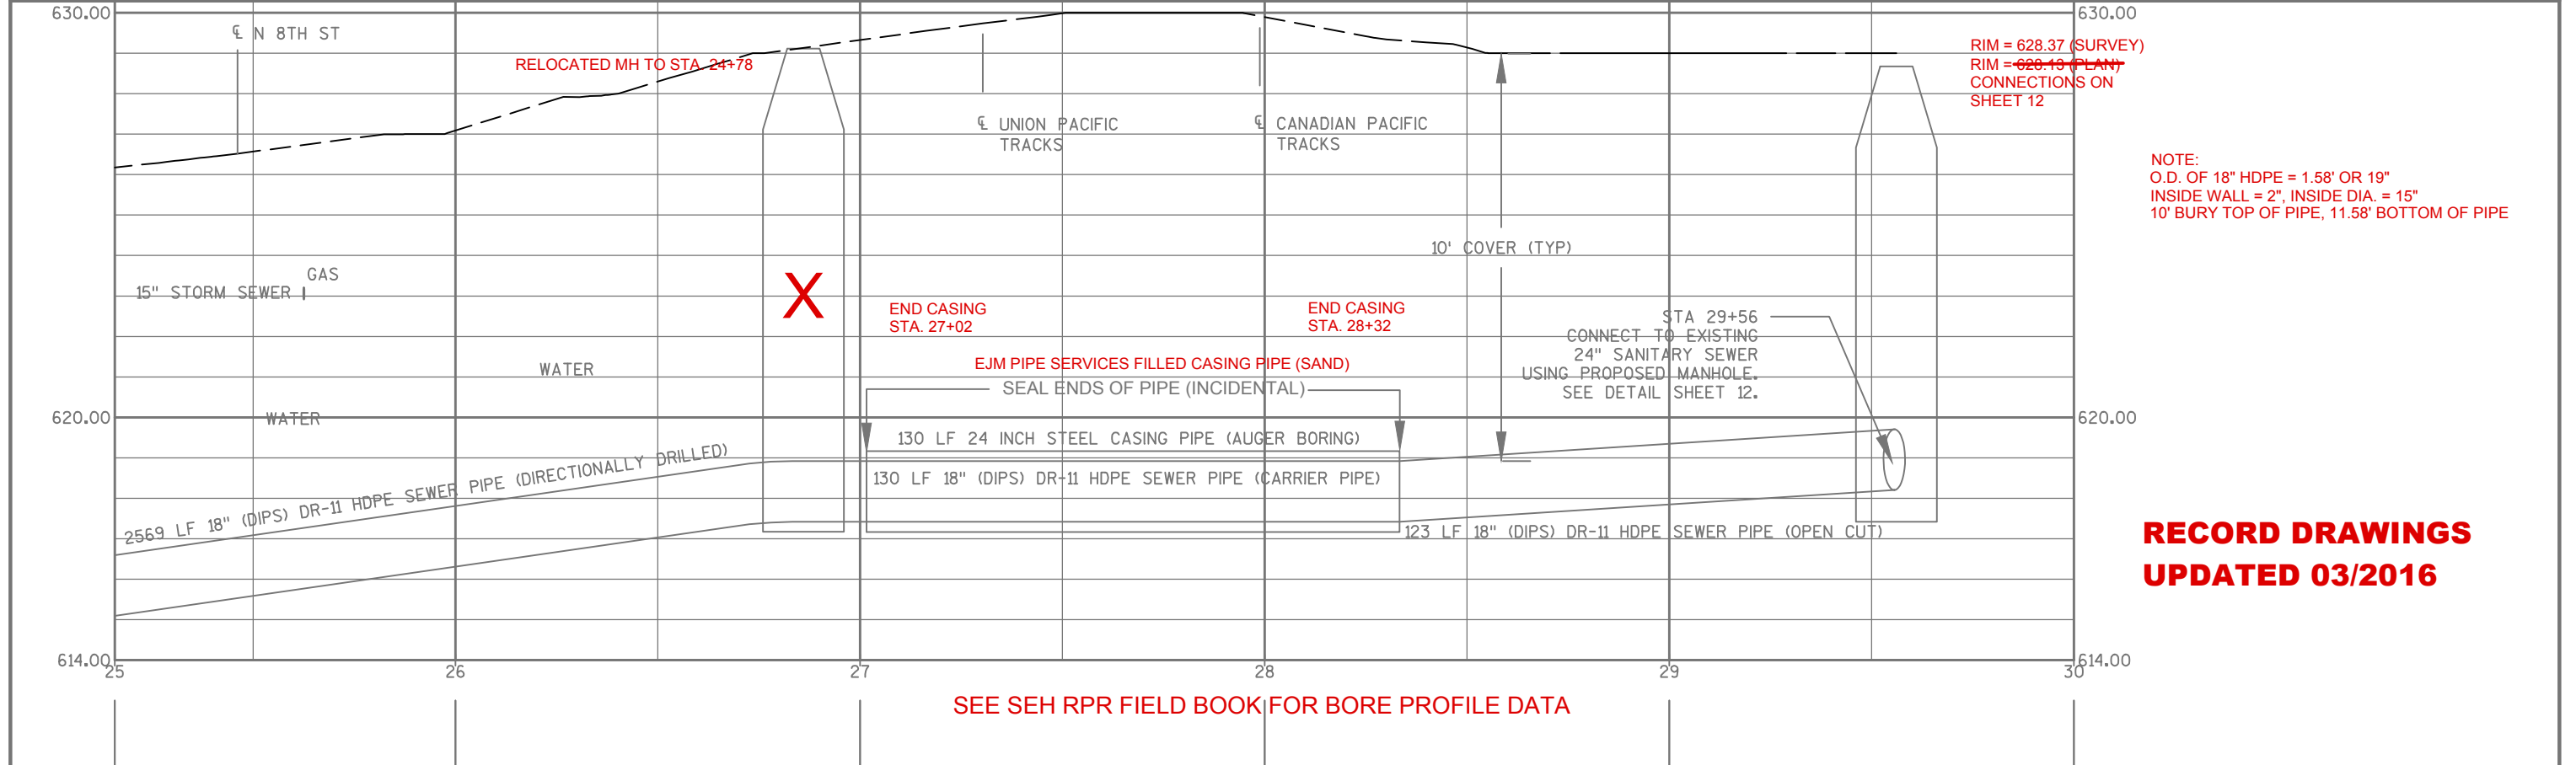 630.00
630.00
℄ N 8TH ST
RELOCATED MH TO STA. 24+78
RIM = 628.37 (SURVEY)
RIM = 628.13 (PLAN)
CONNECTIONS ON
SHEET 12
℄ UNION PACIFIC
TRACKS
℄ CANADIAN PACIFIC
TRACKS
NOTE:
O.D. OF 18" HDPE = 1.58' OR 19"
INSIDE WALL = 2", INSIDE DIA. = 15"
10' BURY TOP OF PIPE, 11.58' BOTTOM OF PIPE
10' COVER (TYP)
GAS
15" STORM SEWER
X
END CASING
STA. 27+02
END CASING
STA. 28+32
STA 29+56
CONNECT TO EXISTING
24" SANITARY SEWER
USING PROPOSED MANHOLE.
SEE DETAIL SHEET 12.
WATER
EJM PIPE SERVICES FILLED CASING PIPE (SAND)
SEAL ENDS OF PIPE (INCIDENTAL)
620.00
WATER
620.00
130 LF 24 INCH STEEL CASING PIPE (AUGER BORING)
2569 LF 18" (DIPS) DR-11 HDPE SEWER PIPE (DIRECTIONALLY DRILLED)
130 LF 18" (DIPS) DR-11 HDPE SEWER PIPE (CARRIER PIPE)
123 LF 18" (DIPS) DR-11 HDPE SEWER PIPE (OPEN CUT)
RECORD DRAWINGS
UPDATED 03/2016
614.00
614.00
25 26 27 28 29 30
SEE SEH RPR FIELD BOOK FOR BORE PROFILE DATA